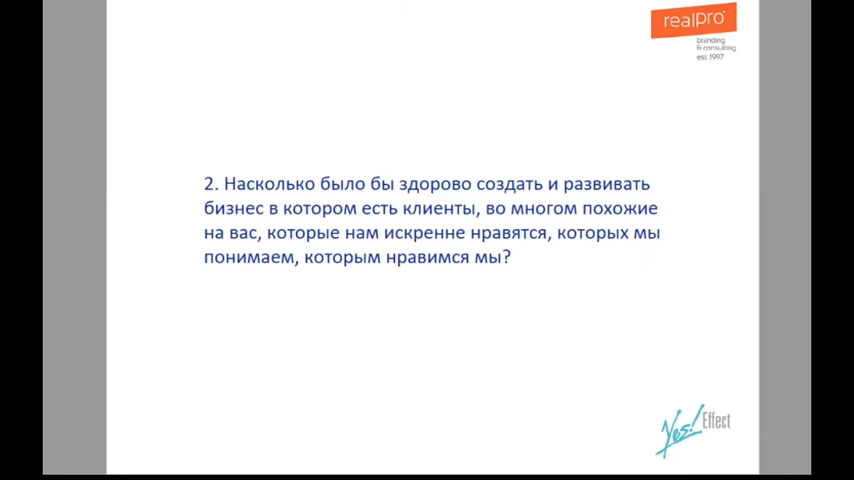 realpro
branding
& consulting
est. 1997
2. Насколько было бы здорово создать и развивать
бизнес в котором есть клиенты, во многом похожие
на вас, которые нам искренне нравятся, которых мы
понимаем, которым нравимся мы?
Yes! Effect